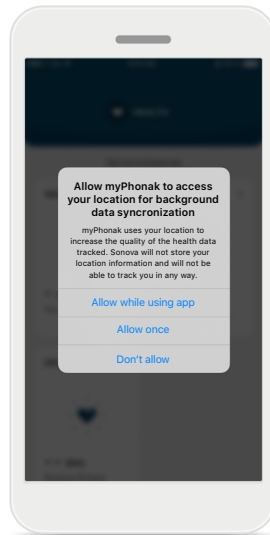 HEALTH
Allow myPhonak to access
your location for background
data syncronization
myPhonak uses your location to
increase the quality of the health data
tracked. Sonova will not store your
location information and will not be
able to track you in any way.
Allow while using app
Allow once
Don't allow